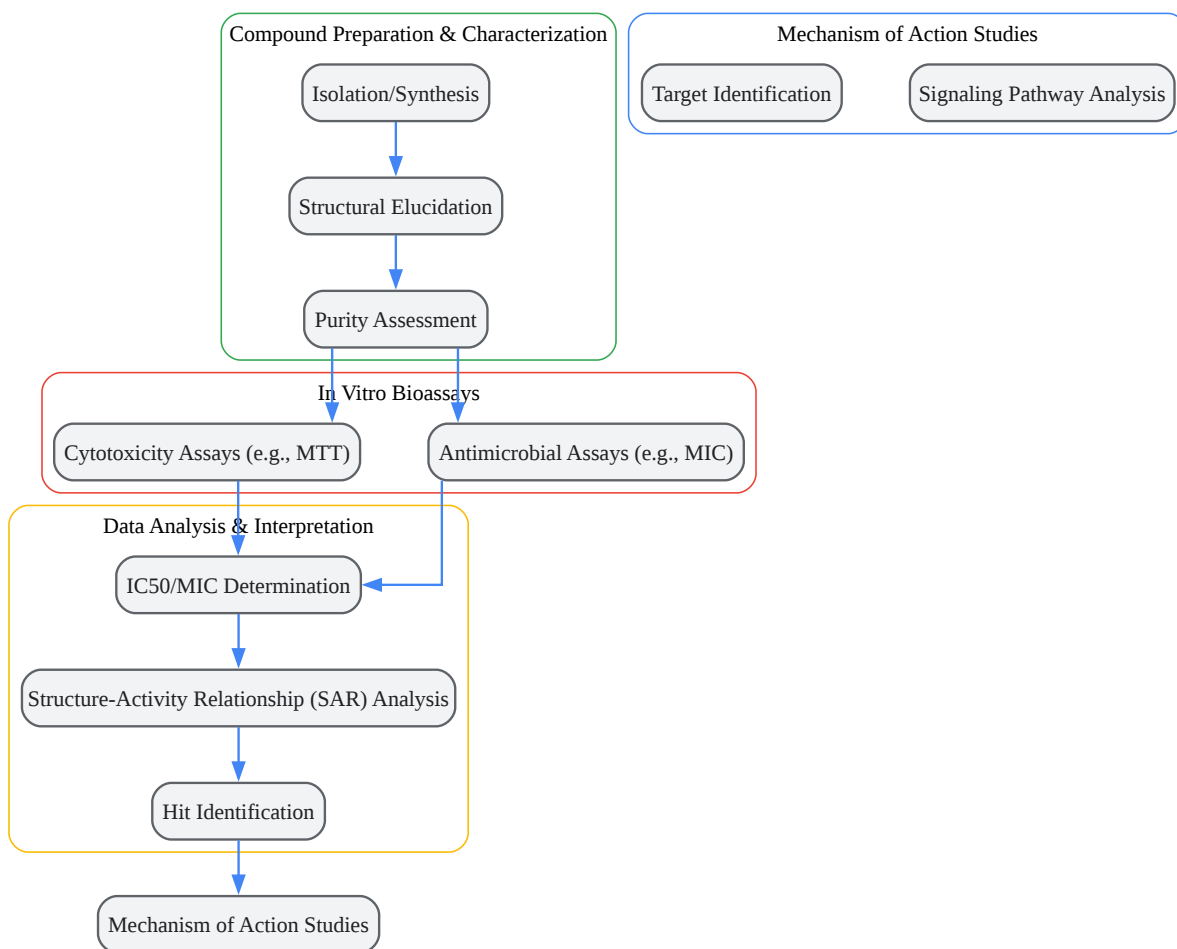 Compound Preparation & Characterization
Isolation/Synthesis
Structural Elucidation
Purity Assessment
Mechanism of Action Studies
Target Identification
Signaling Pathway Analysis
In Vitro Bioassays
Cytotoxicity Assays (e.g., MTT)
Antimicrobial Assays (e.g., MIC)
Data Analysis & Interpretation
IC50/MIC Determination
Structure-Activity Relationship (SAR) Analysis
Hit Identification
Mechanism of Action Studies